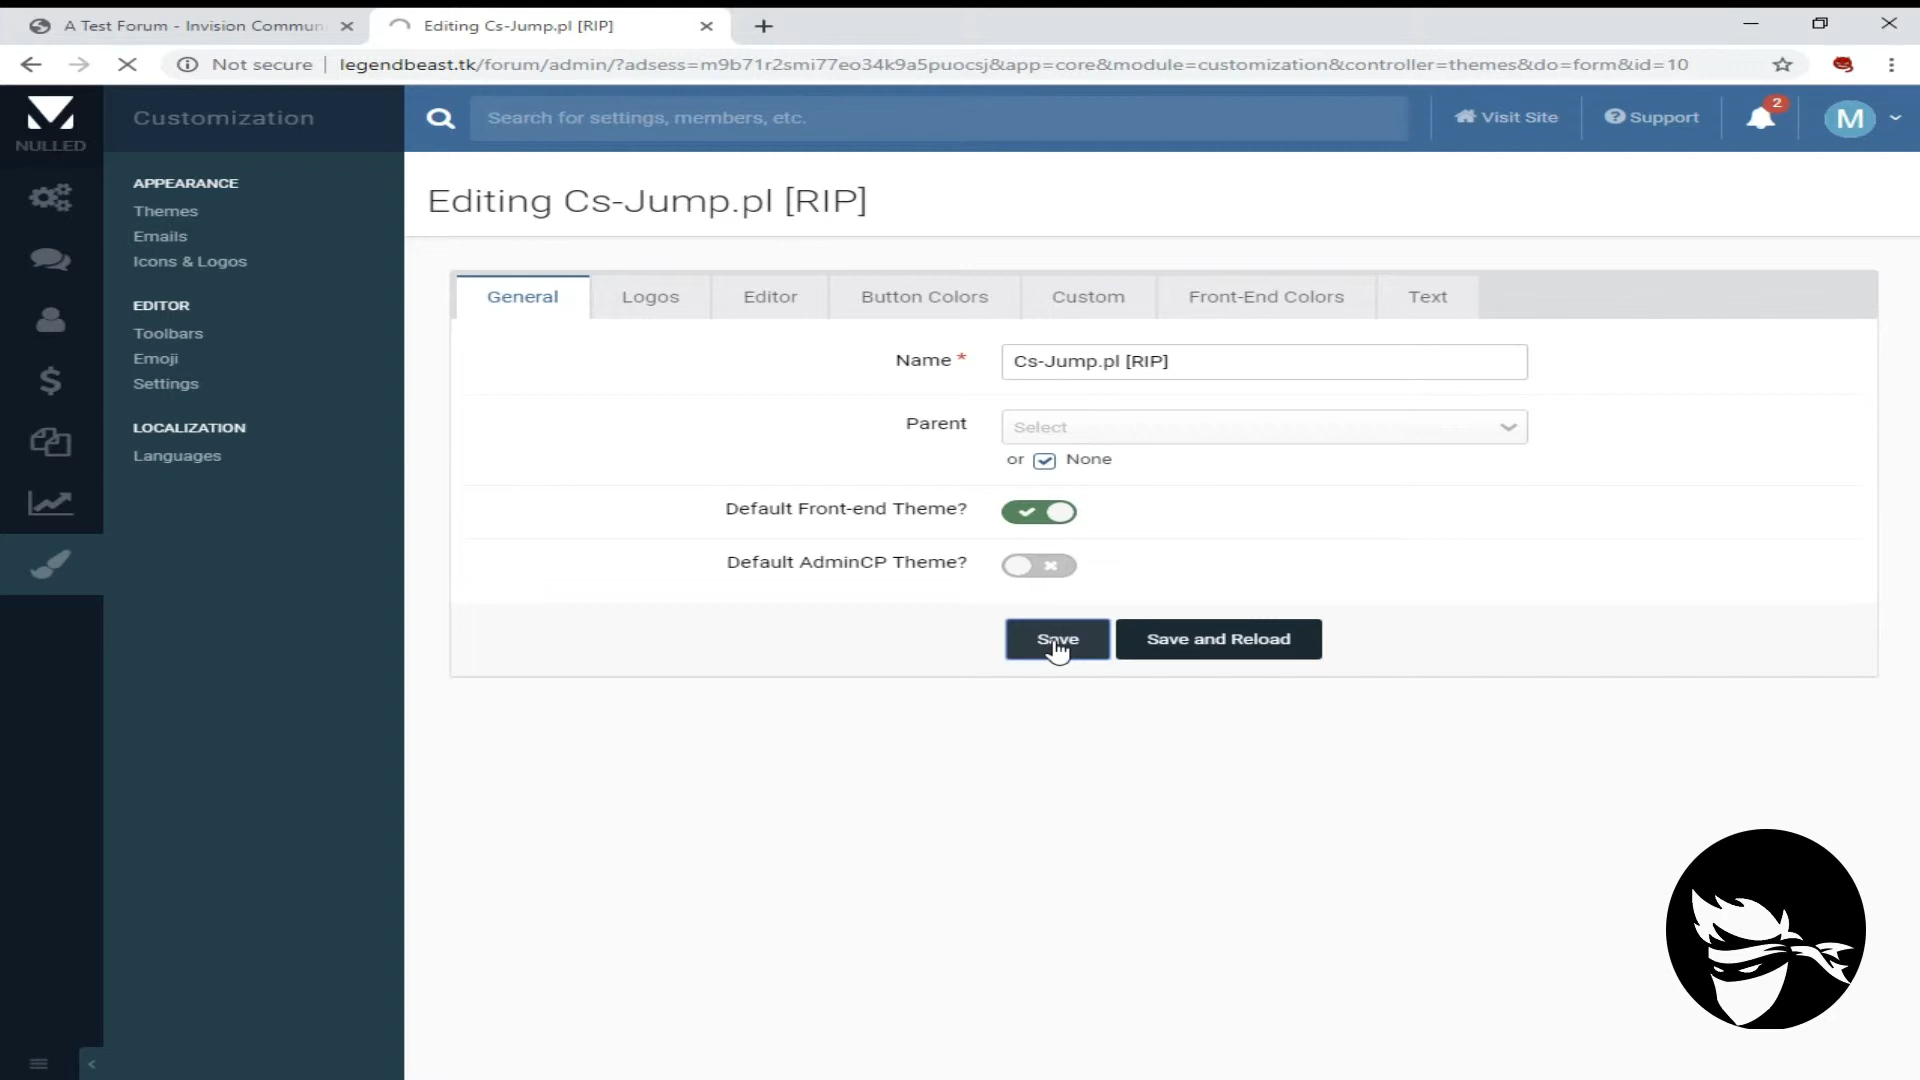 A Test Forum - Invision Commun
Editing Cs-Jump.pl [RIP]
Not secure | legendbeast.tk/forum/admin/?adsess=m9b71r2smi77eo34k9a5puocsj&app=core&module=customization&controller=themes&do=form&id=10
NULLED
Customization
Search for settings, members, etc.
Visit Site
Support
2
M
APPEARANCE
Themes
Emails
Icons & Logos
EDITOR
Toolbars
Emoji
Settings
LOCALIZATION
Languages
Editing Cs-Jump.pl [RIP]
General Logos Editor Button Colors Custom Front-End Colors Text
Name * Cs-Jump.pl [RIP]
Parent Select
or None
Default Front-end Theme?
Default AdminCP Theme?
Save Save and Reload